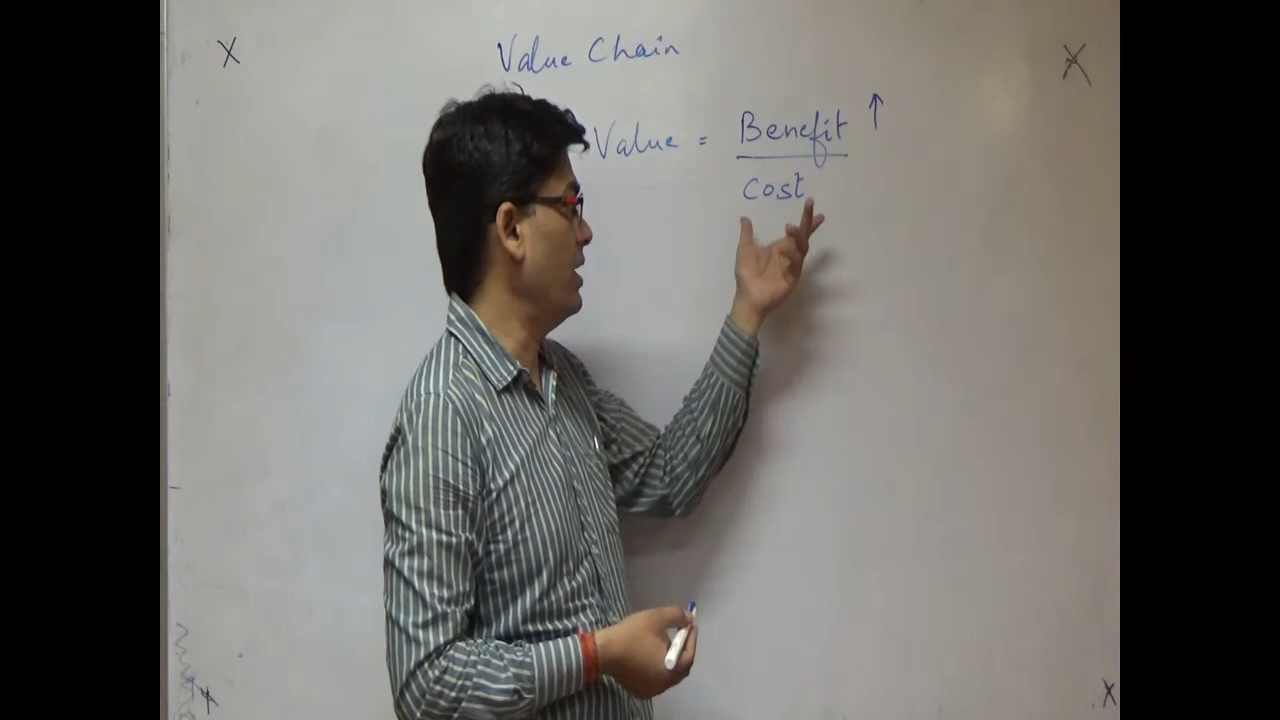 Value Chain
Value = Benefit ↑
Cost